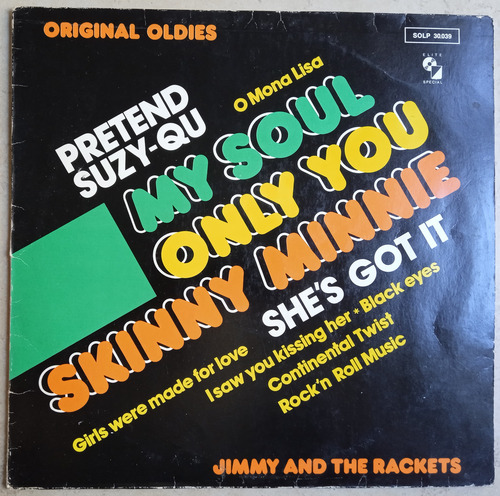 ORIGINAL OLDIES
SOLP 30.039
ELITE
SPECIAL
O Mona Lisa
PRETEND
SUZY-QU
MY SOUL
ONLY YOU
SKINNY MINNIE
SHE'S GOT IT
Girls were made for love
I saw you kissing her * Black eyes
Continental Twist
Rock'n Roll Music
JIMMY AND THE RACKETS